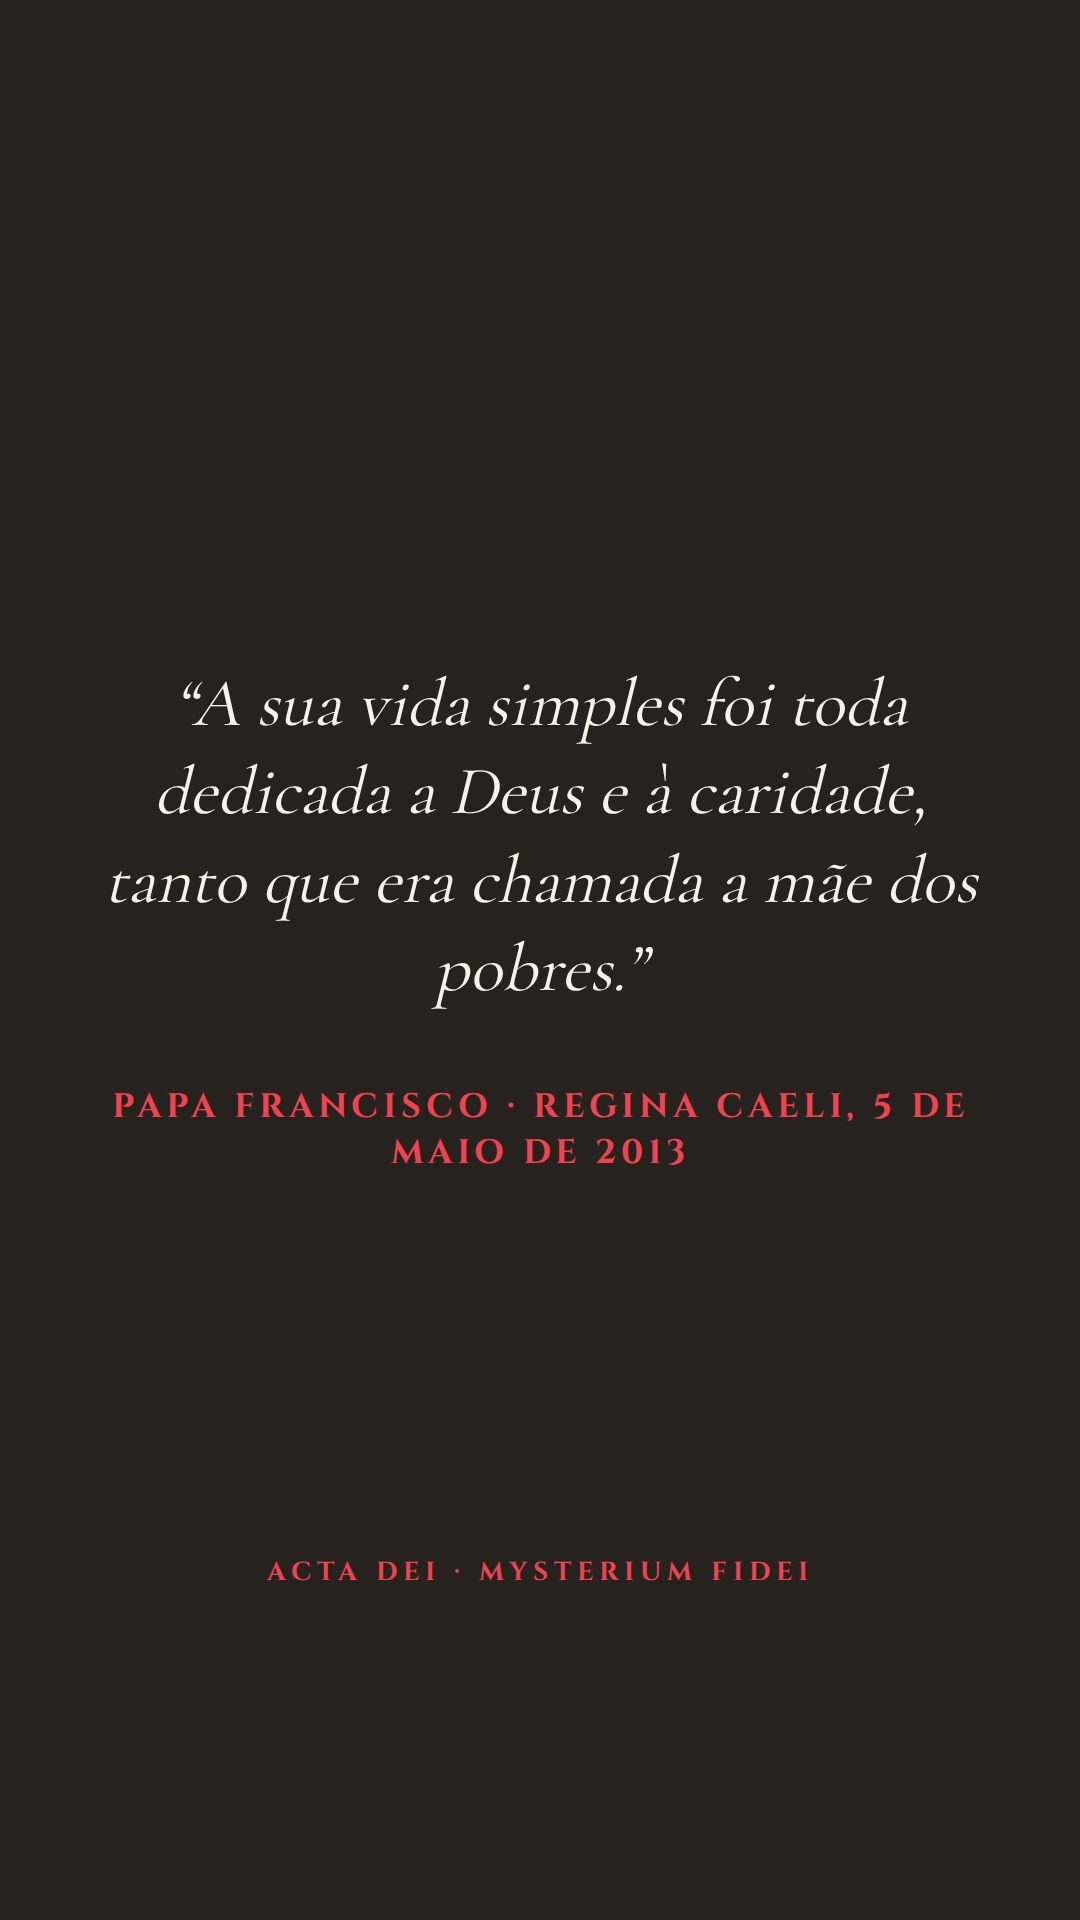 “A sua vida simples foi toda
dedicada a Deus e à caridade,
tanto que era chamada a mãe dos
pobres.”
PAPA FRANCISCO · REGINA CAELI, 5 DE
MAIO DE 2013
ACTA DEI · MYSTERIUM FIDEI